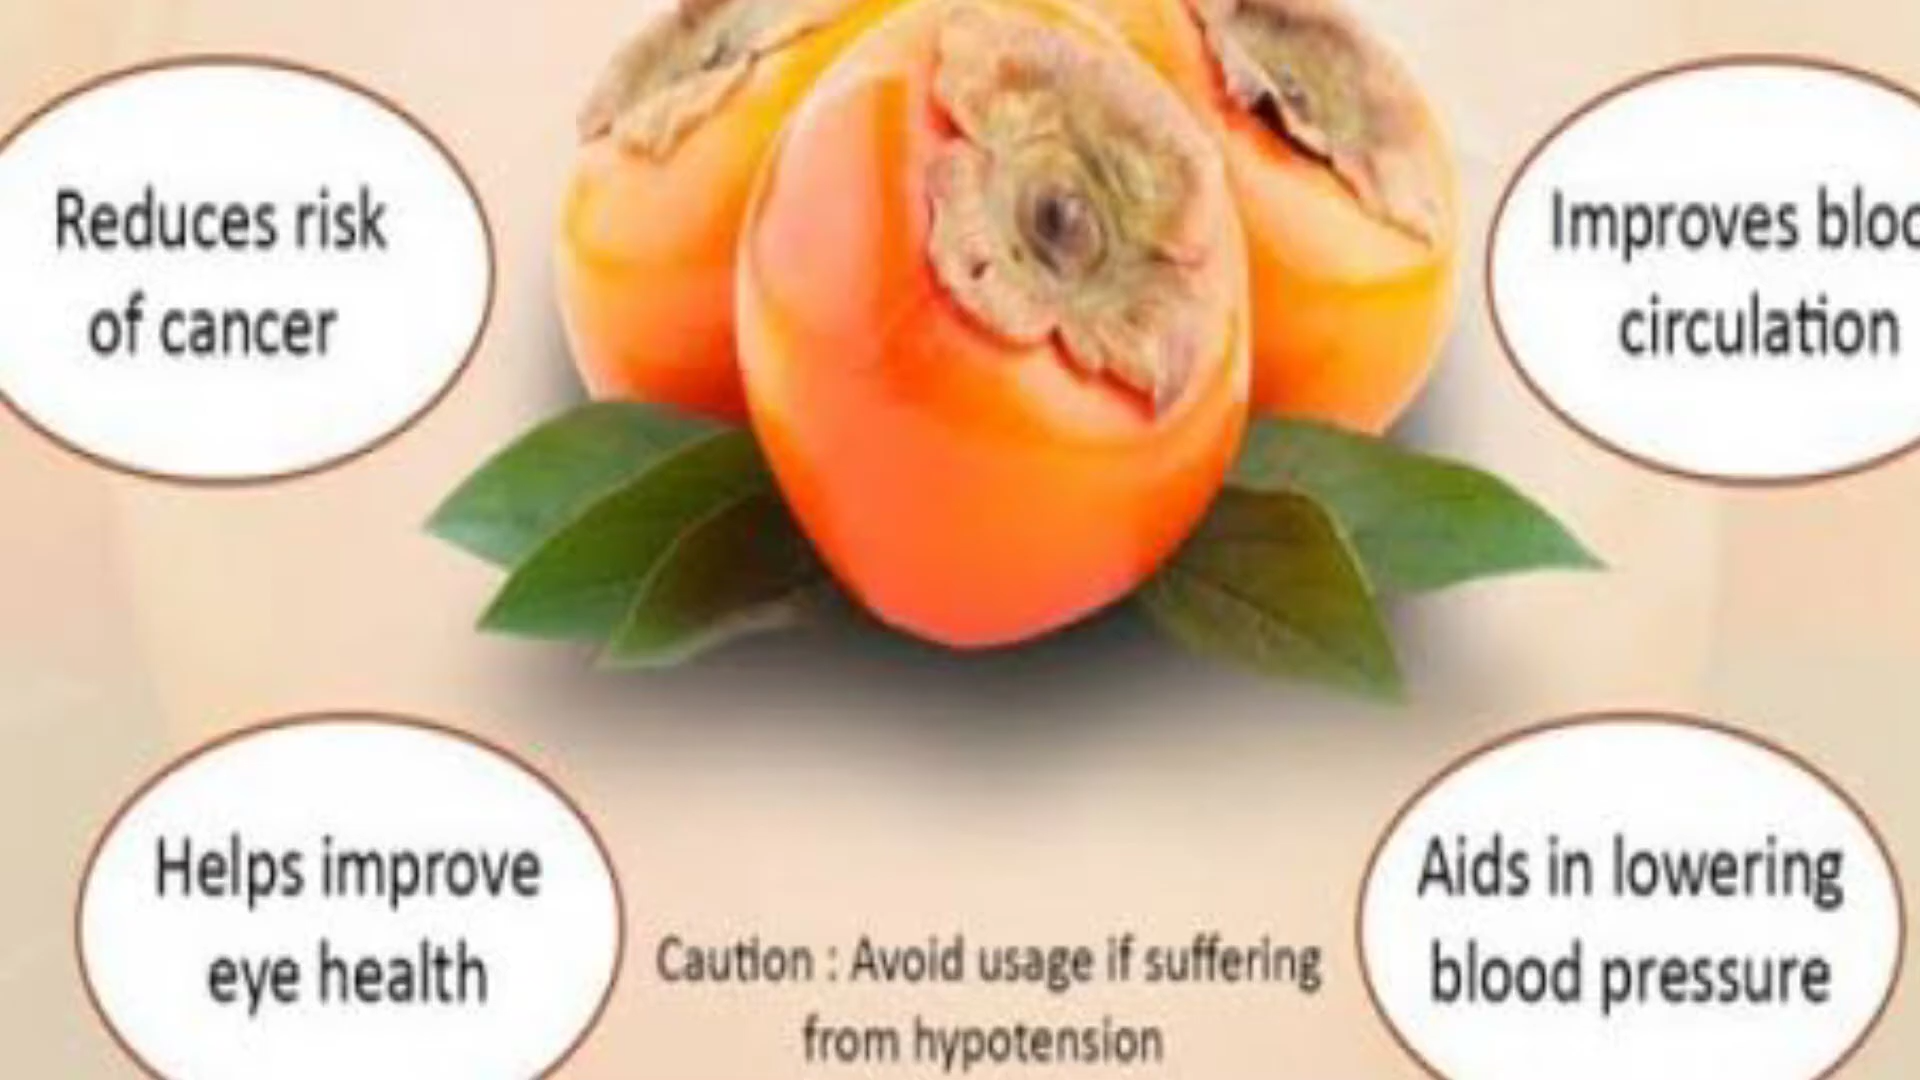 Reduces risk
of cancer
Improves bloo
circulation
Helps improve
eye health
Caution : Avoid usage if suffering
from hypotension
Aids in lowering
blood pressure